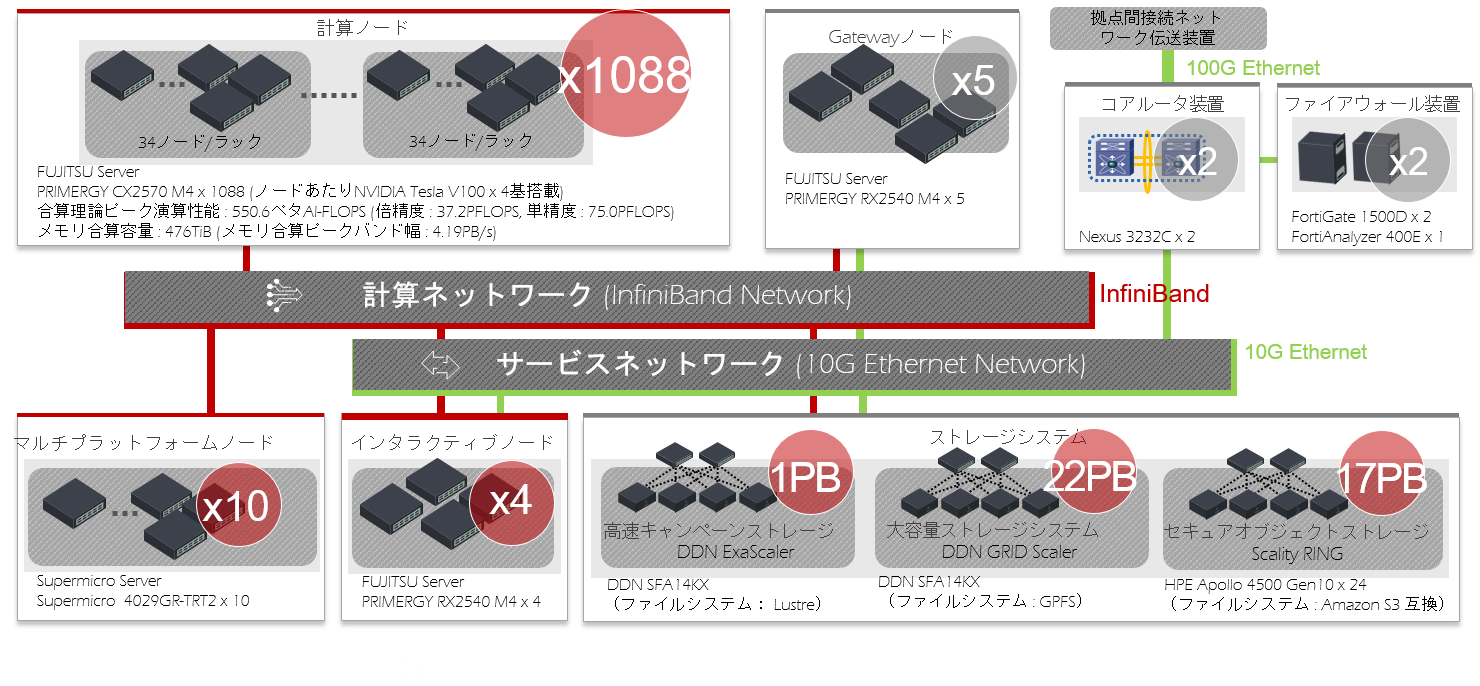 計算ノード
x1088
34ノード/ラック
34ノード/ラック
FUJITSU Server
PRIMERGY CX2570 M4 x 1088 (ノードあたりNVIDIA Tesla V100 x 4基搭載)
合算理論ピーク演算性能 : 550.6ペタAI-FLOPS (倍精度 : 37.2PFLOPS, 単精度 : 75.0PFLOPS)
メモリ合算容量 : 476TiB (メモリ合算ピークバンド幅 : 4.19PB/s)
Gatewayノード
x5
FUJITSU Server
PRIMERGY RX2540 M4 x 5
拠点間接続ネット
ワーク伝送装置
100G Ethernet
コアルータ装置
x2
Nexus 3232C x 2
ファイアウォール装置
x2
FortiGate 1500D x 2
FortiAnalyzer 400E x 1
計算ネットワーク (InfiniBand Network)
InfiniBand
サービスネットワーク (10G Ethernet Network)
10G Ethernet
マルチプラットフォームノード
x10
Supermicro Server
Supermicro 4029GR-TRT2 x 10
インタラクティブノード
x4
FUJITSU Server
PRIMERGY RX2540 M4 x 4
ストレージシステム
1PB
高速キャンペーンストレージ
DDN ExaScaler
DDN SFA14KX
(ファイルシステム： Lustre)
22PB
大容量ストレージシステム
DDN GRID Scaler
DDN SFA14KX
(ファイルシステム : GPFS)
17PB
セキュアオブジェクトストレージ
Scality RING
HPE Apollo 4500 Gen10 x 24
(ファイルシステム : Amazon S3 互換)